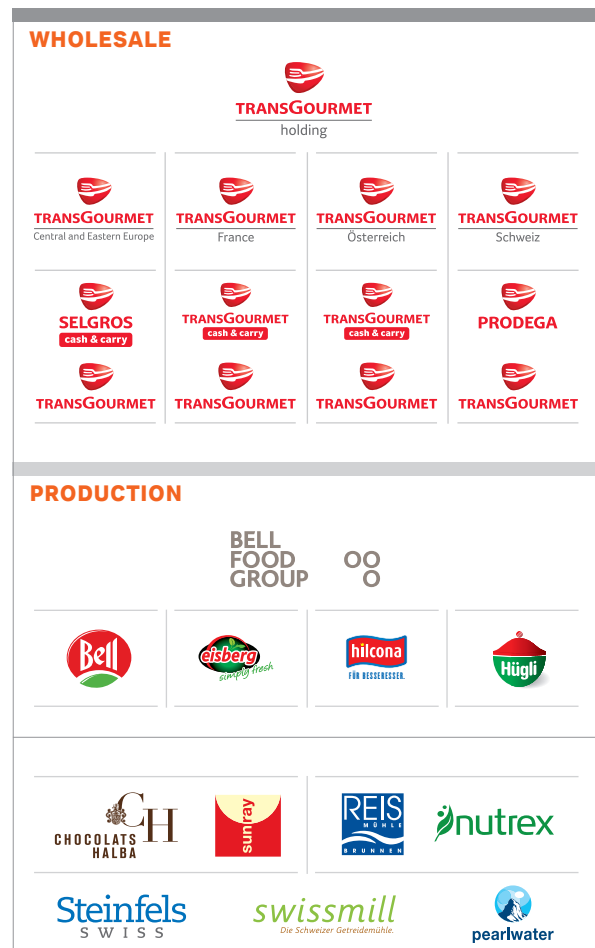 WHOLESALE
TRANSGOURMET
holding
TRANSGOURMET TRANSGOURMET TRANSGOURMET TRANSGOURMET
Central and Eastern Europe France Österreich Schweiz
SELGROS TRANSGOURMET TRANSGOURMET PRODEGA
cash & carry cash & carry cash & carry
TRANSGOURMET TRANSGOURMET TRANSGOURMET TRANSGOURMET
PRODUCTION
BELL
FOOD
GROUP
Bell
eisberg
simply fresh
hilcona
FÜR BESSERESSER.
Hügli
CH
CHOCOLATS
HALBA
sunray
REIS
MÜHLE
BRUNNEN
nutrex
Steinfels
SWISS
swissmill
Die Schweizer Getreidemühle.
pearlwater